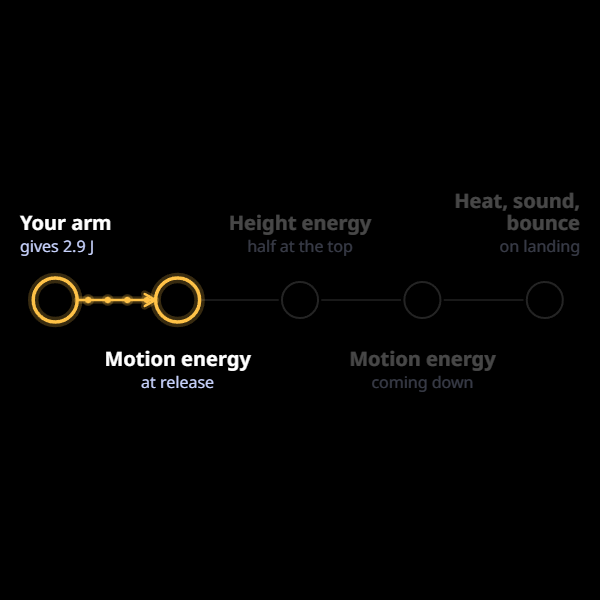 Your arm
gives 2.9 J
Motion energy
at release
Height energy
half at the top
Motion energy
coming down
Heat, sound,
bounce
on landing